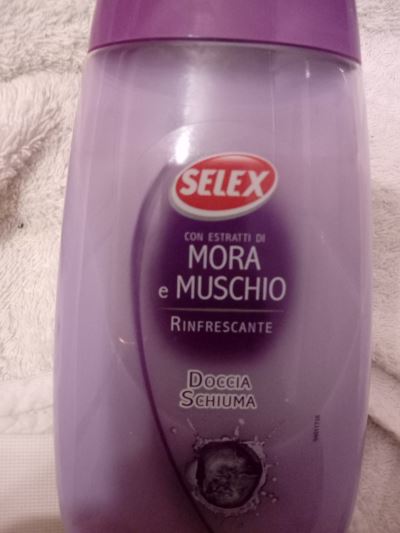 SELEX
CON ESTRATTI DI
MORA
e MUSCHIO
RINFRESCANTE
DOCCIA
SCHIUMA